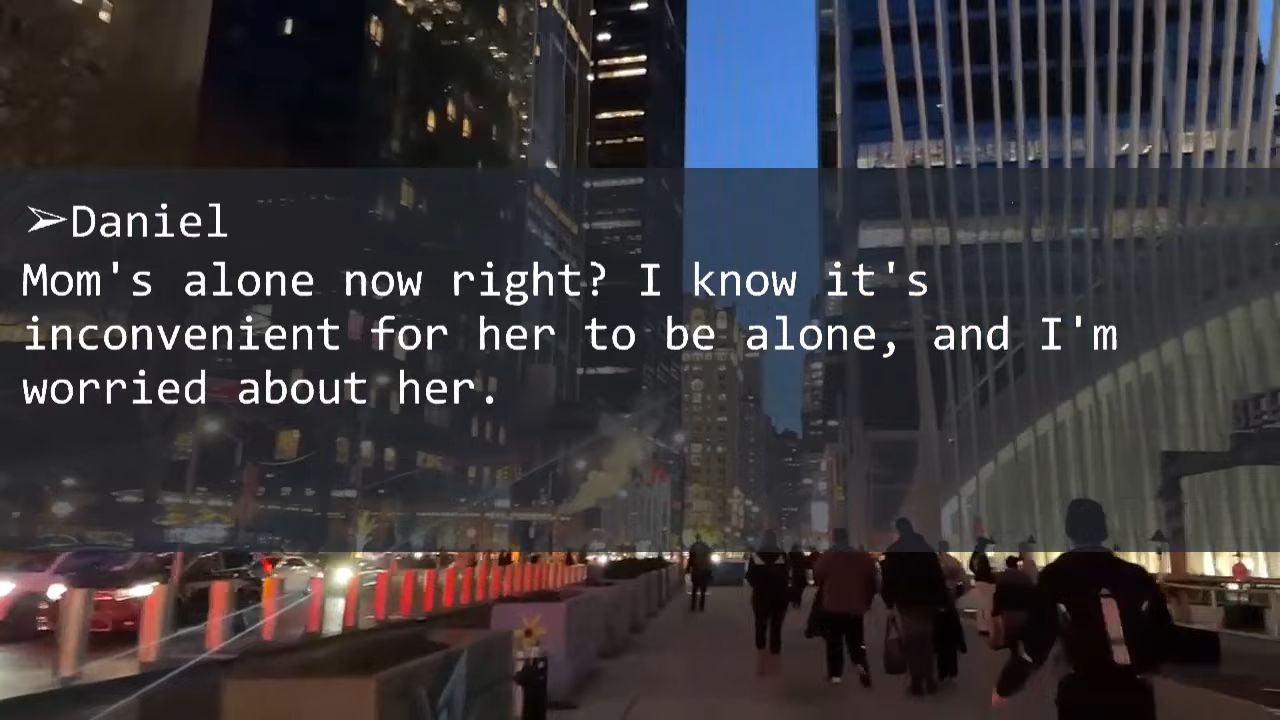 ➢Daniel
Mom's alone now right? I know it's
inconvenient for her to be alone, and I'm
worried about her.